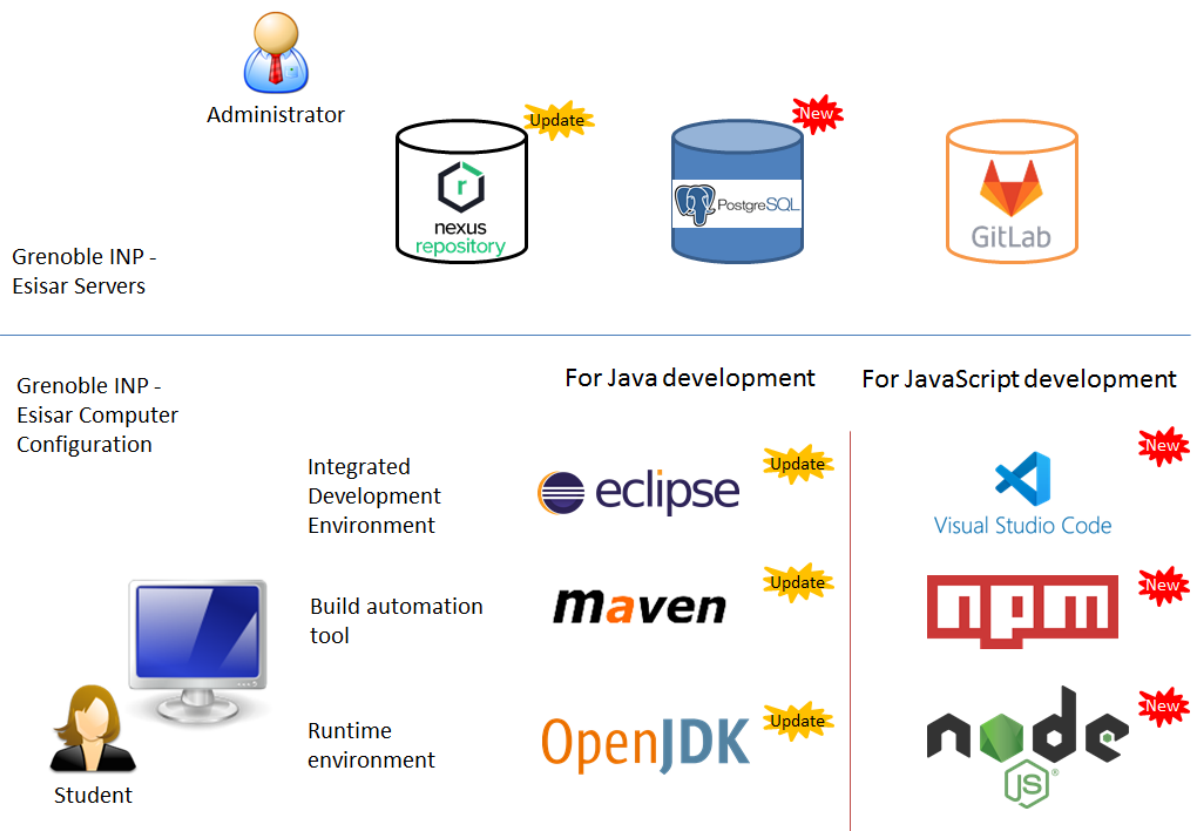 Administrator
Update
New
nexus
repository
PostgreSQL
GitLab
Grenoble INP -
Esisar Servers
Grenoble INP -
Esisar Computer
Configuration
For Java development
For JavaScript development
Integrated
Development
Environment
eclipse
Update
Visual Studio Code
New
Build automation
tool
maven
Update
npm
New
Runtime
environment
OpenJDK
Update
node
JS®
New
Student